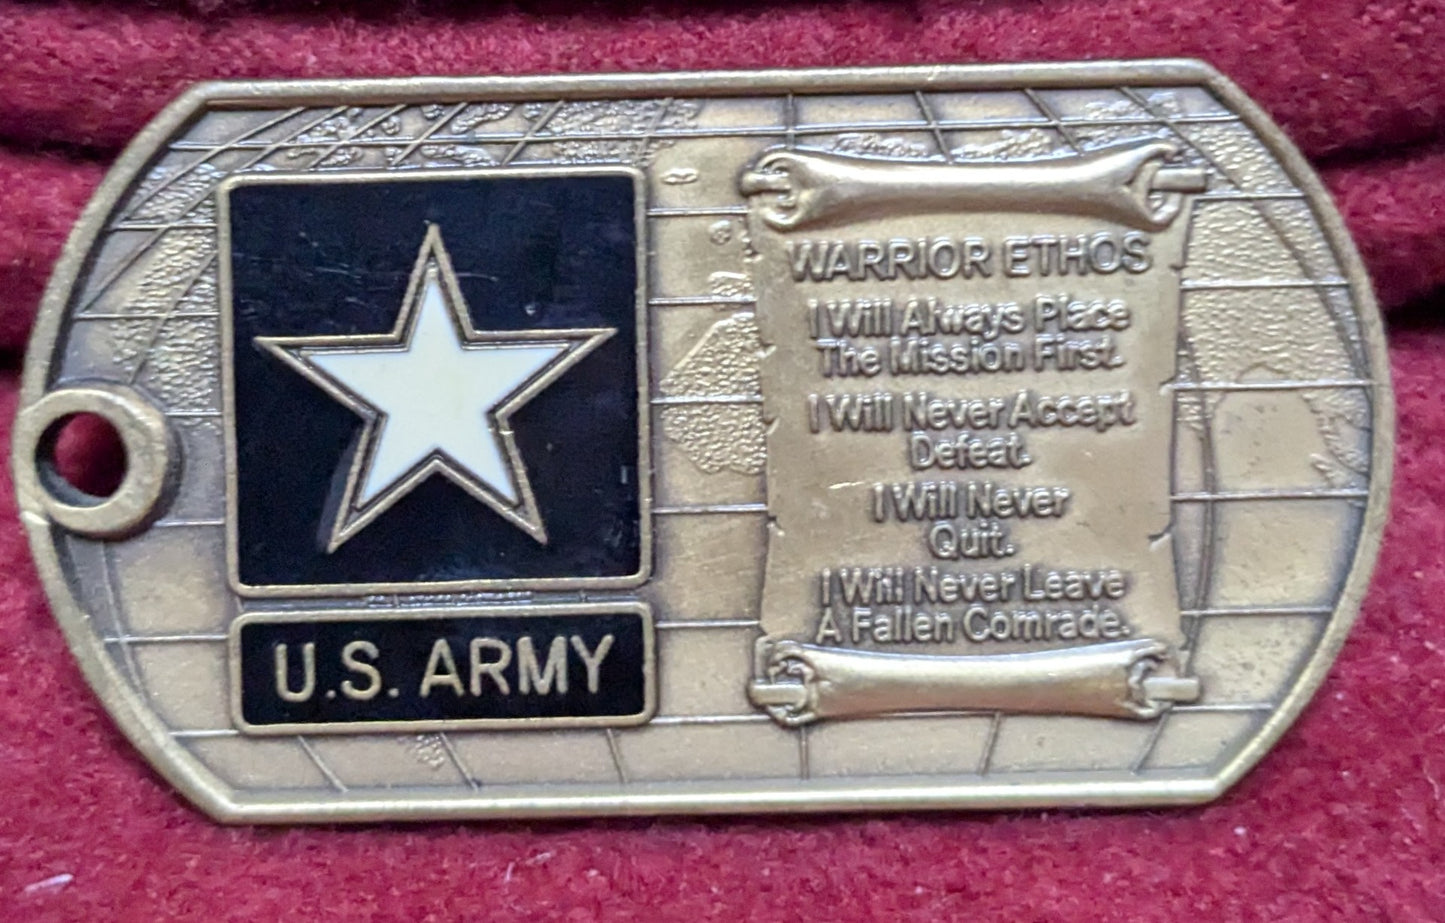 U.S. ARMY
WARRIOR ETHOS
I Will Always Place
The Mission First.
I Will Never Accept
Defeat.
I Will Never
Quit.
I Will Never Leave
A Fallen Comrade.